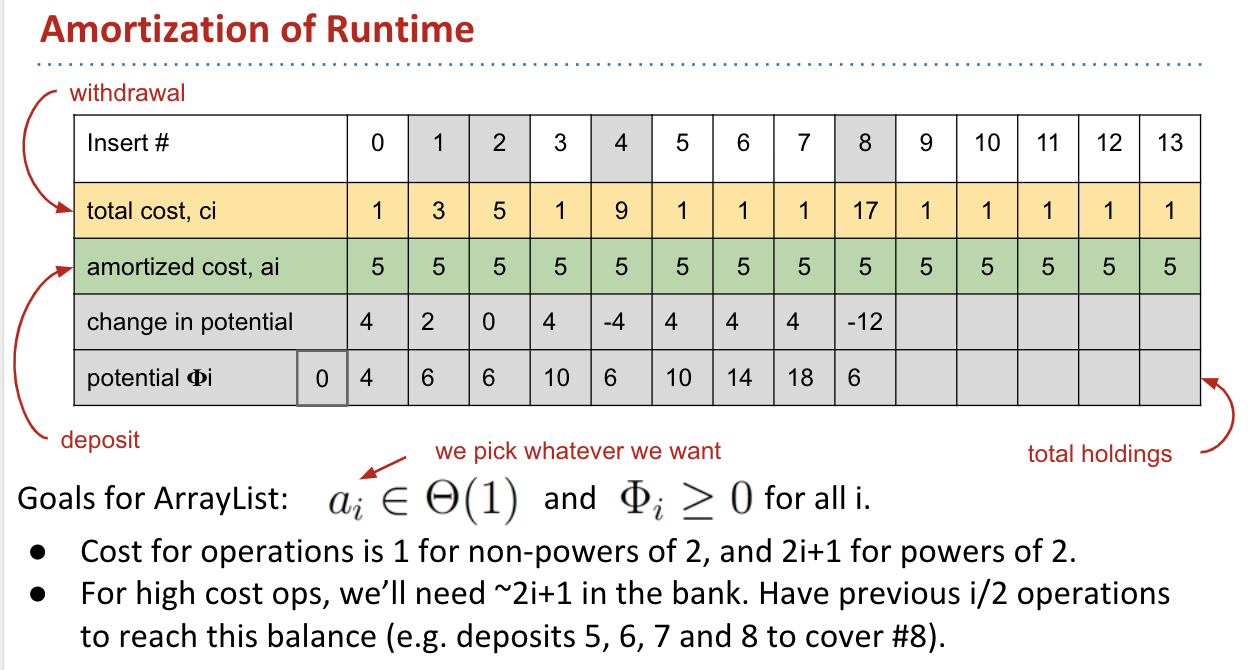 Amortization of Runtime
withdrawal
Insert # 0 1 2 3 4 5 6 7 8 9 10 11 12 13
total cost, ci 1 3 5 1 9 1 1 1 17 1 1 1 1 1
amortized cost, ai 5 5 5 5 5 5 5 5 5 5 5 5 5 5
change in potential 4 2 0 4 -4 4 4 4 -12
potential Φi 0 4 6 6 10 6 10 14 18 6
deposit
we pick whatever we want
total holdings
Goals for ArrayList: aᵢ ∈ Θ(1) and Φᵢ ≥ 0 for all i.
● Cost for operations is 1 for non-powers of 2, and 2i+1 for powers of 2.
● For high cost ops, we’ll need ~2i+1 in the bank. Have previous i/2 operations
to reach this balance (e.g. deposits 5, 6, 7 and 8 to cover #8).